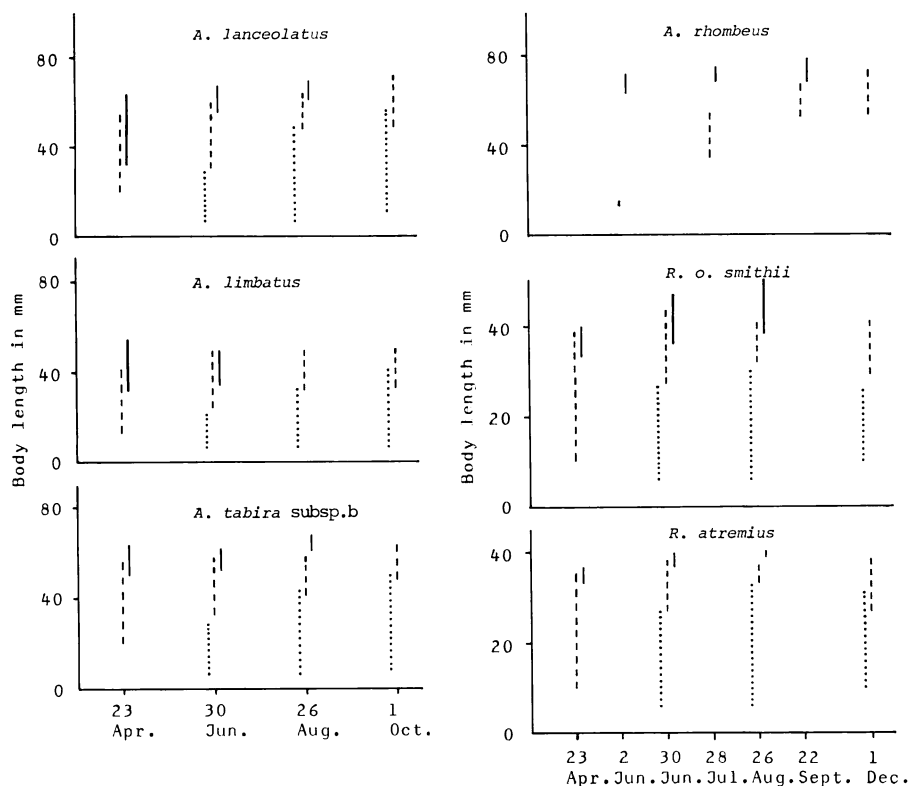 A. lanceolatus
80
40
0
A. limbatus
80
40
0
A. tabira subsp.b
80
40
0
Body length in mm
23 30 26 1
Apr. Jun. Aug. Oct.
A. rhombeus
80
40
0
R. o. smithii
40
20
0
R. atremius
40
20
0
Body length in mm
23 2 30 28 26 22 1
Apr. Jun. Jun. Jul. Aug. Sept. Dec.